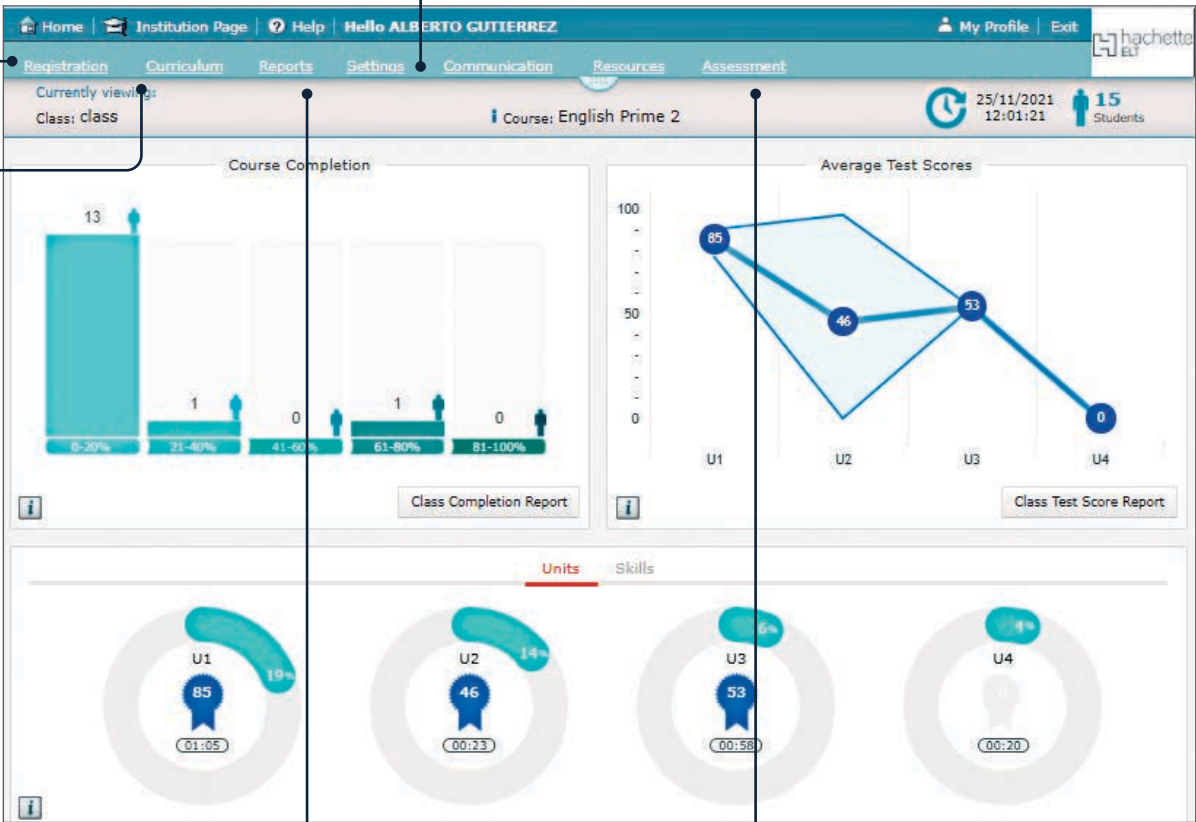 Home | Institution Page | ? Help | Hello ALBERTO GUTIERREZ My Profile | Exit
hachette
ELT
Registration Curriculum Reports Settings Communication Resources Assessment
Currently viewing:
Class: class
i Course: English Prime 2
25/11/2021
12:01:21
15
Students
Course Completion
13
1
0
1
0
0-20% 21-40% 41-60% 61-80% 81-100%
i
Class Completion Report
Average Test Scores
100
50
0
85
46
53
0
U1 U2 U3 U4
i
Class Test Score Report
Units Skills
19%
U1
85
01:05
14%
U2
46
00:23
6%
U3
53
00:58
4%
U4
00:20
i